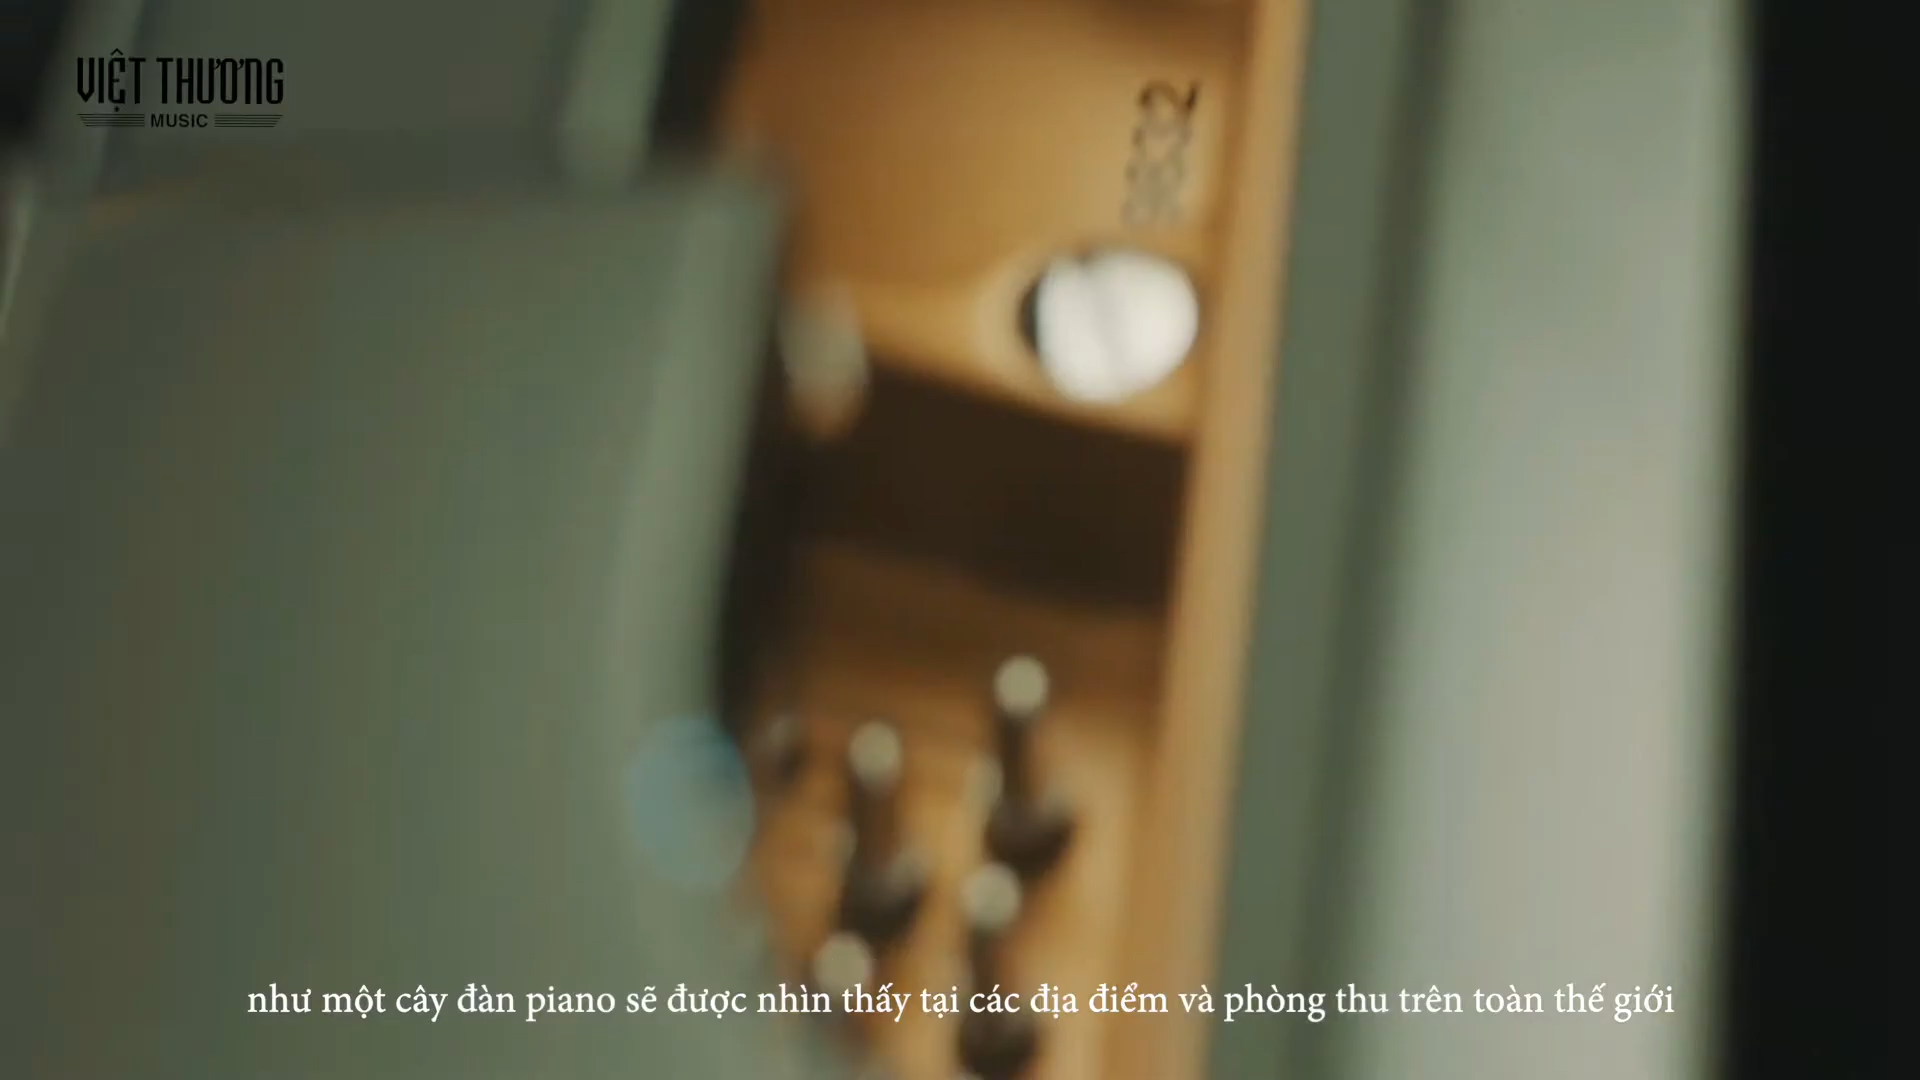 VIỆT THƯƠNG
MUSIC
như một cây đàn piano sẽ được nhìn thấy tại các địa điểm và phòng thu trên toàn thế giới